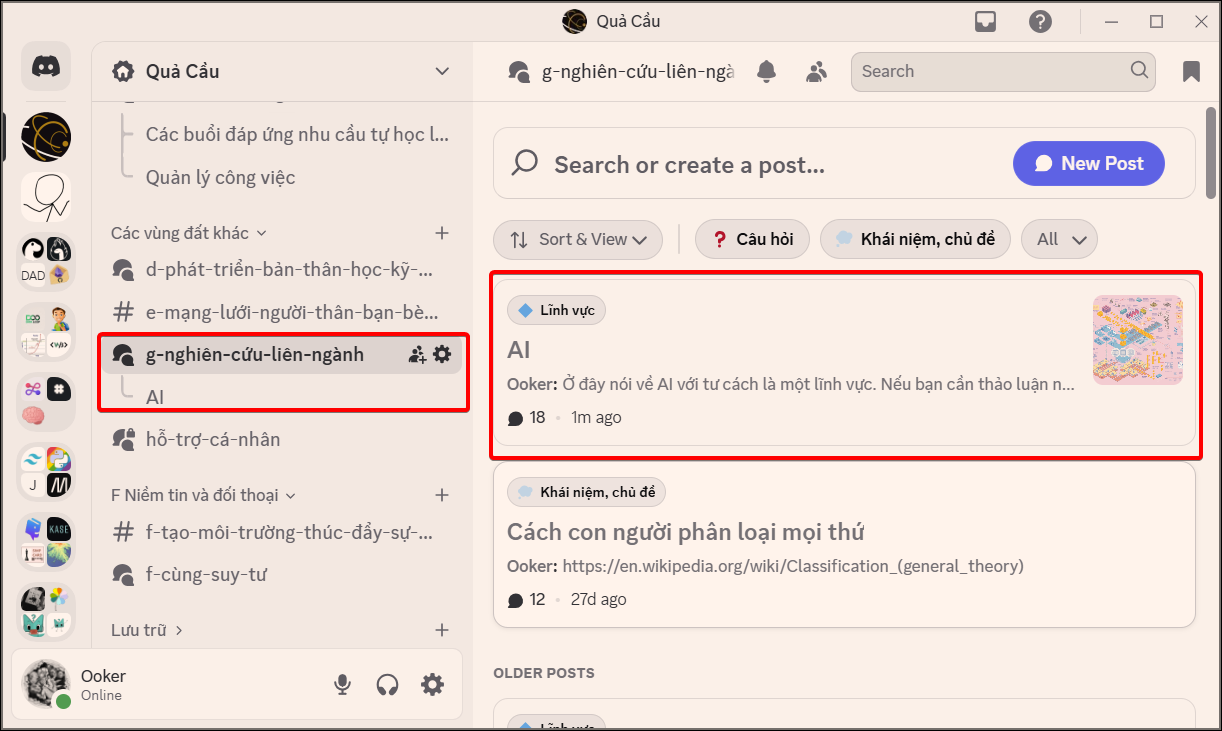 Quả Cầu
Quả Cầu
Các buổi đáp ứng nhu cầu tự học l...
Quản lý công việc
Các vùng đất khác
d-phát-triển-bản-thân-học-kỹ-...
e-mạng-lưới-người-thân-bạn-bè...
g-nghiên-cứu-liên-ngành
AI
hỗ-trợ-cá-nhân
F Niềm tin và đối thoại
f-tạo-môi-trường-thúc-đẩy-sự-...
f-cùng-suy-tư
Lưu trữ
DAD
J
KASE
Ooker
Online
g-nghiên-cứu-liên-ngà
Search
Search or create a post...
New Post
Sort & View
Câu hỏi
Khái niệm, chủ đề
All
Lĩnh vực
AI
Ooker: Ở đây nói về AI với tư cách là một lĩnh vực. Nếu bạn cần thảo luận n...
18 • 1m ago
Khái niệm, chủ đề
Cách con người phân loại mọi thứ
Ooker: https://en.wikipedia.org/wiki/Classification_(general_theory)
12 • 27d ago
OLDER POSTS
Lĩnh vực